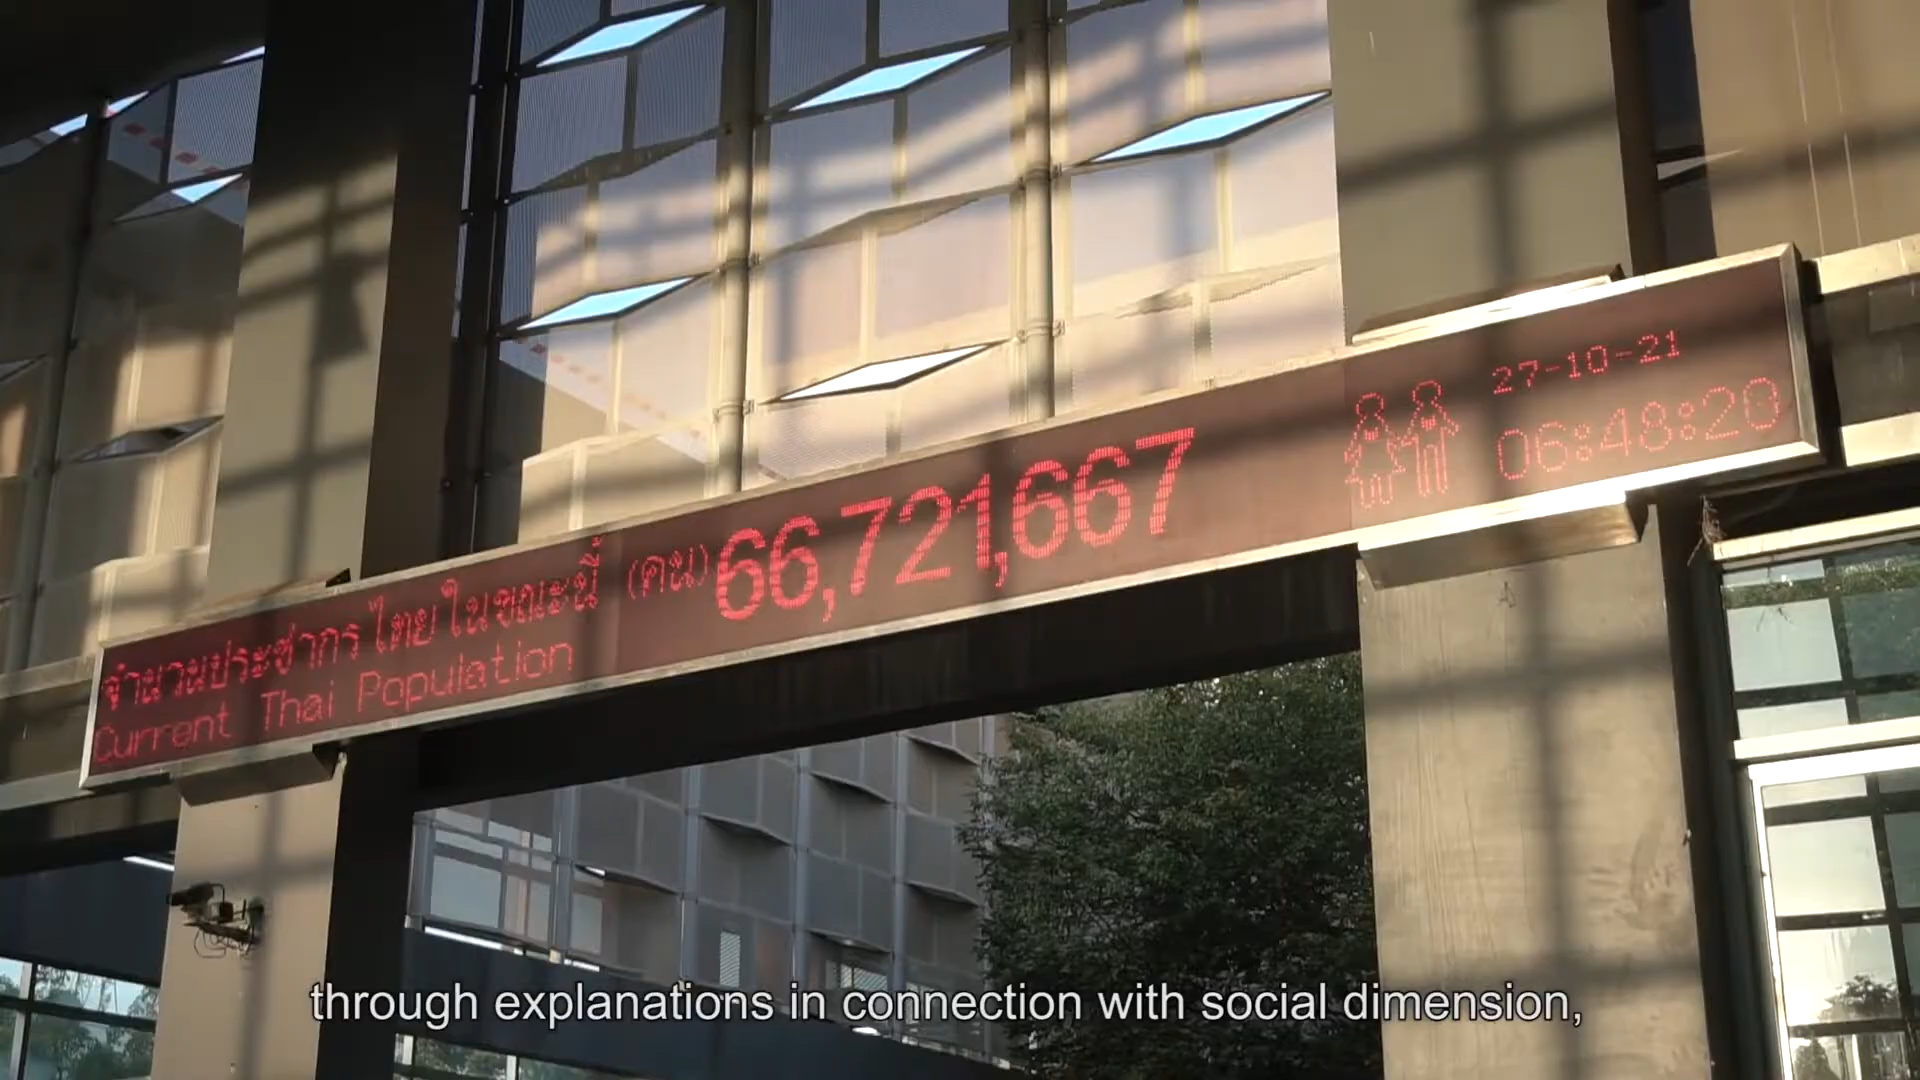 จำนวนประชากรไทยในขณะนี้ (คน) 66,721,667
Current Thai Population
27-10-21
06:48:20
through explanations in connection with social dimension,